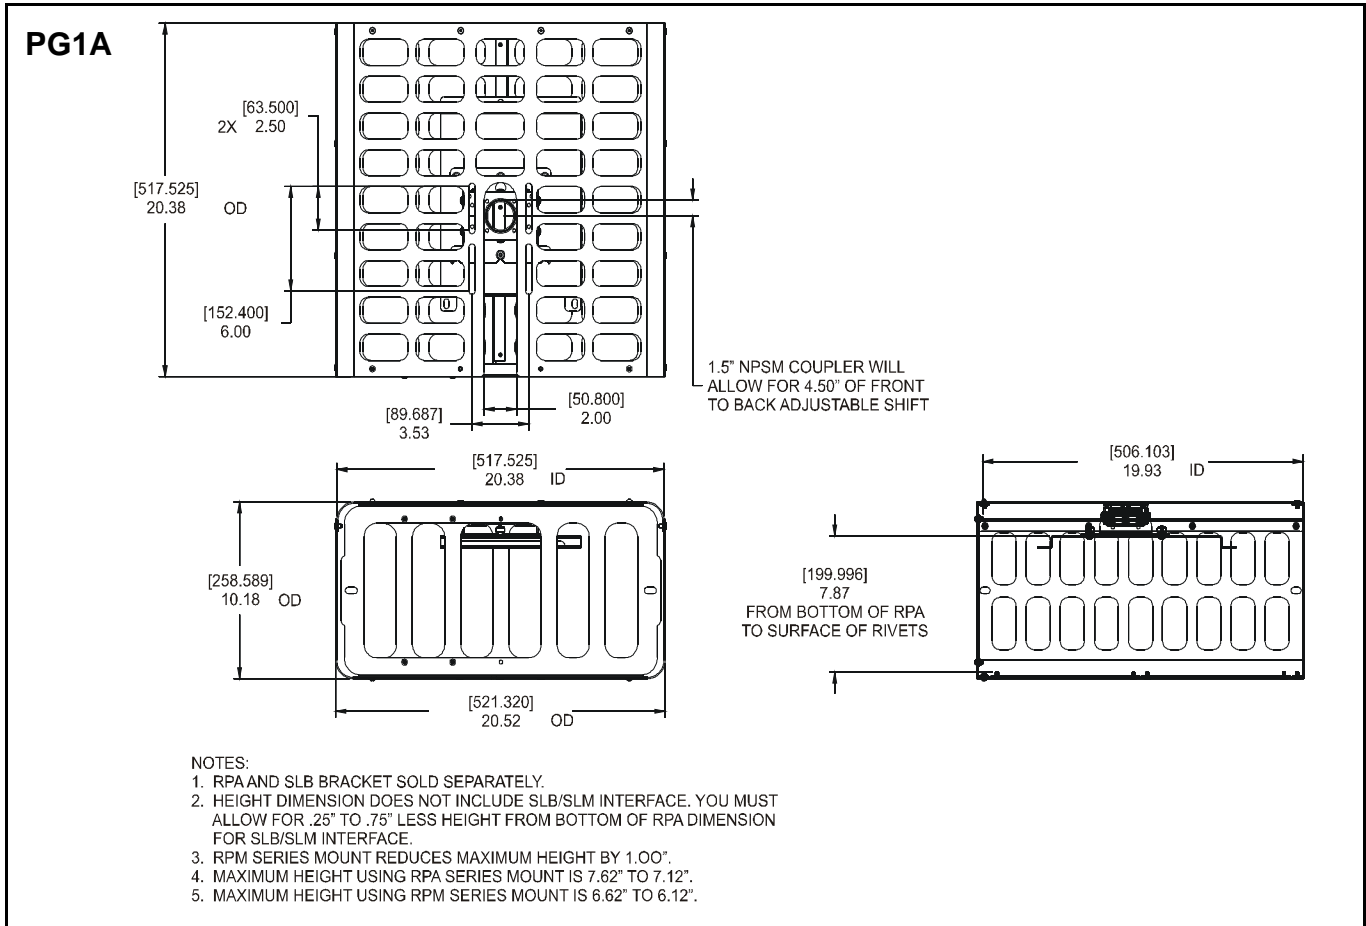 PG1A
[63.500]
2X 2.50
[517.525]
20.38 OD
[152.400]
6.00
1.5" NPSM COUPLER WILL
ALLOW FOR 4.50" OF FRONT
TO BACK ADJUSTABLE SHIFT
[50.800]
2.00
[89.687]
3.53
[517.525]
20.38 ID
[506.103]
19.93 ID
[258.589]
10.18 OD
[199.996]
7.87
FROM BOTTOM OF RPA
TO SURFACE OF RIVETS
[521.320]
20.52 OD
NOTES:
1. RPA AND SLB BRACKET SOLD SEPARATELY.
2. HEIGHT DIMENSION DOES NOT INCLUDE SLB/SLM INTERFACE. YOU MUST
ALLOW FOR .25" TO .75" LESS HEIGHT FROM BOTTOM OF RPA DIMENSION
FOR SLB/SLM INTERFACE.
3. RPM SERIES MOUNT REDUCES MAXIMUM HEIGHT BY 1.OO".
4. MAXIMUM HEIGHT USING RPA SERIES MOUNT IS 7.62" TO 7.12".
5. MAXIMUM HEIGHT USING RPM SERIES MOUNT IS 6.62" TO 6.12".